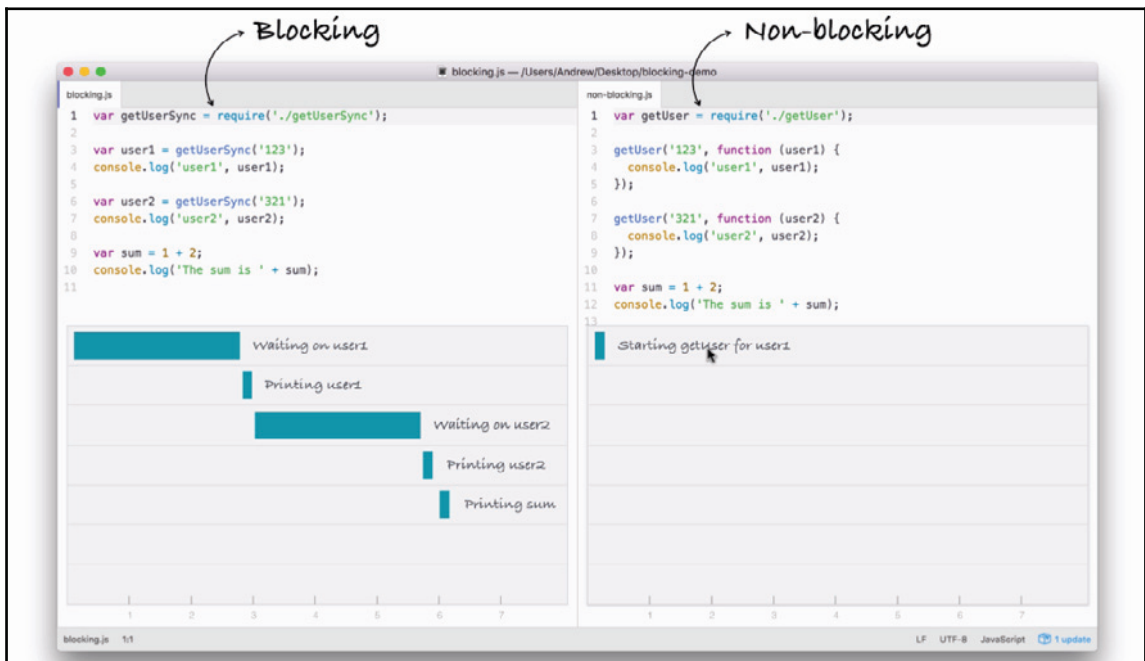 Blocking
Non-blocking
blocking.js — /Users/Andrew/Desktop/blocking-demo
blocking.js
1 var getUserSync = require('./getUserSync');
2
3 var user1 = getUserSync('123');
4 console.log('user1', user1);
5
6 var user2 = getUserSync('321');
7 console.log('user2', user2);
8
9 var sum = 1 + 2;
10 console.log('The sum is ' + sum);
11
Waiting on user1
Printing user1
Waiting on user2
Printing user2
Printing sum
1 2 3 4 5 6 7
non-blocking.js
1 var getUser = require('./getUser');
2
3 getUser('123', function (user1) {
4 console.log('user1', user1);
5 });
6
7 getUser('321', function (user2) {
8 console.log('user2', user2);
9 });
10
11 var sum = 1 + 2;
12 console.log('The sum is ' + sum);
13
Starting getUser for user1
1 2 3 4 5 6 7
blocking.js 1:1
LF UTF-8 JavaScript 1 update